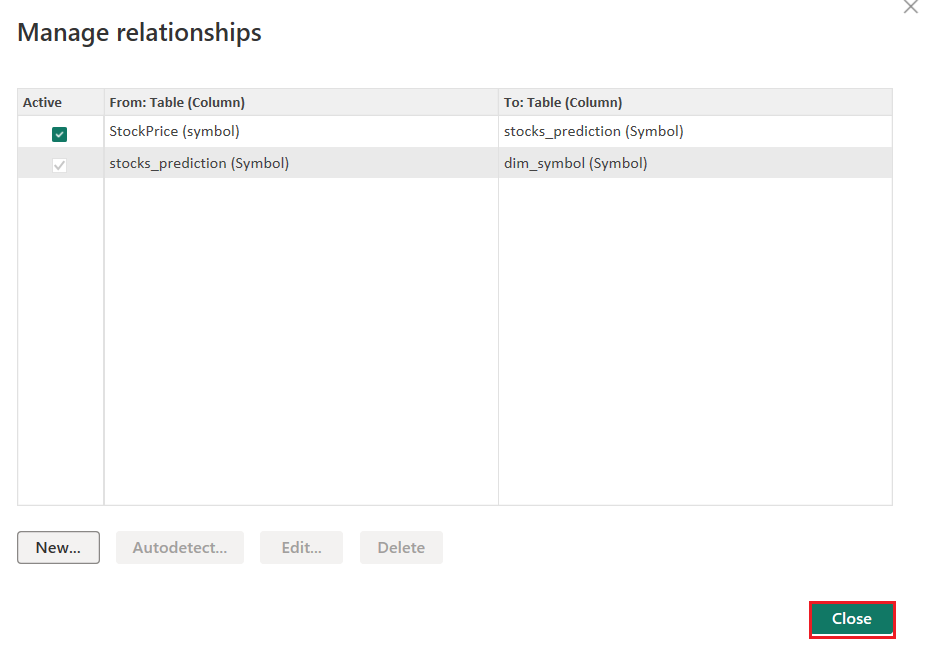 Manage relationships
Active From: Table (Column) To: Table (Column)
StockPrice (symbol) stocks_prediction (Symbol)
stocks_prediction (Symbol) dim_symbol (Symbol)
New... Autodetect... Edit... Delete
Close